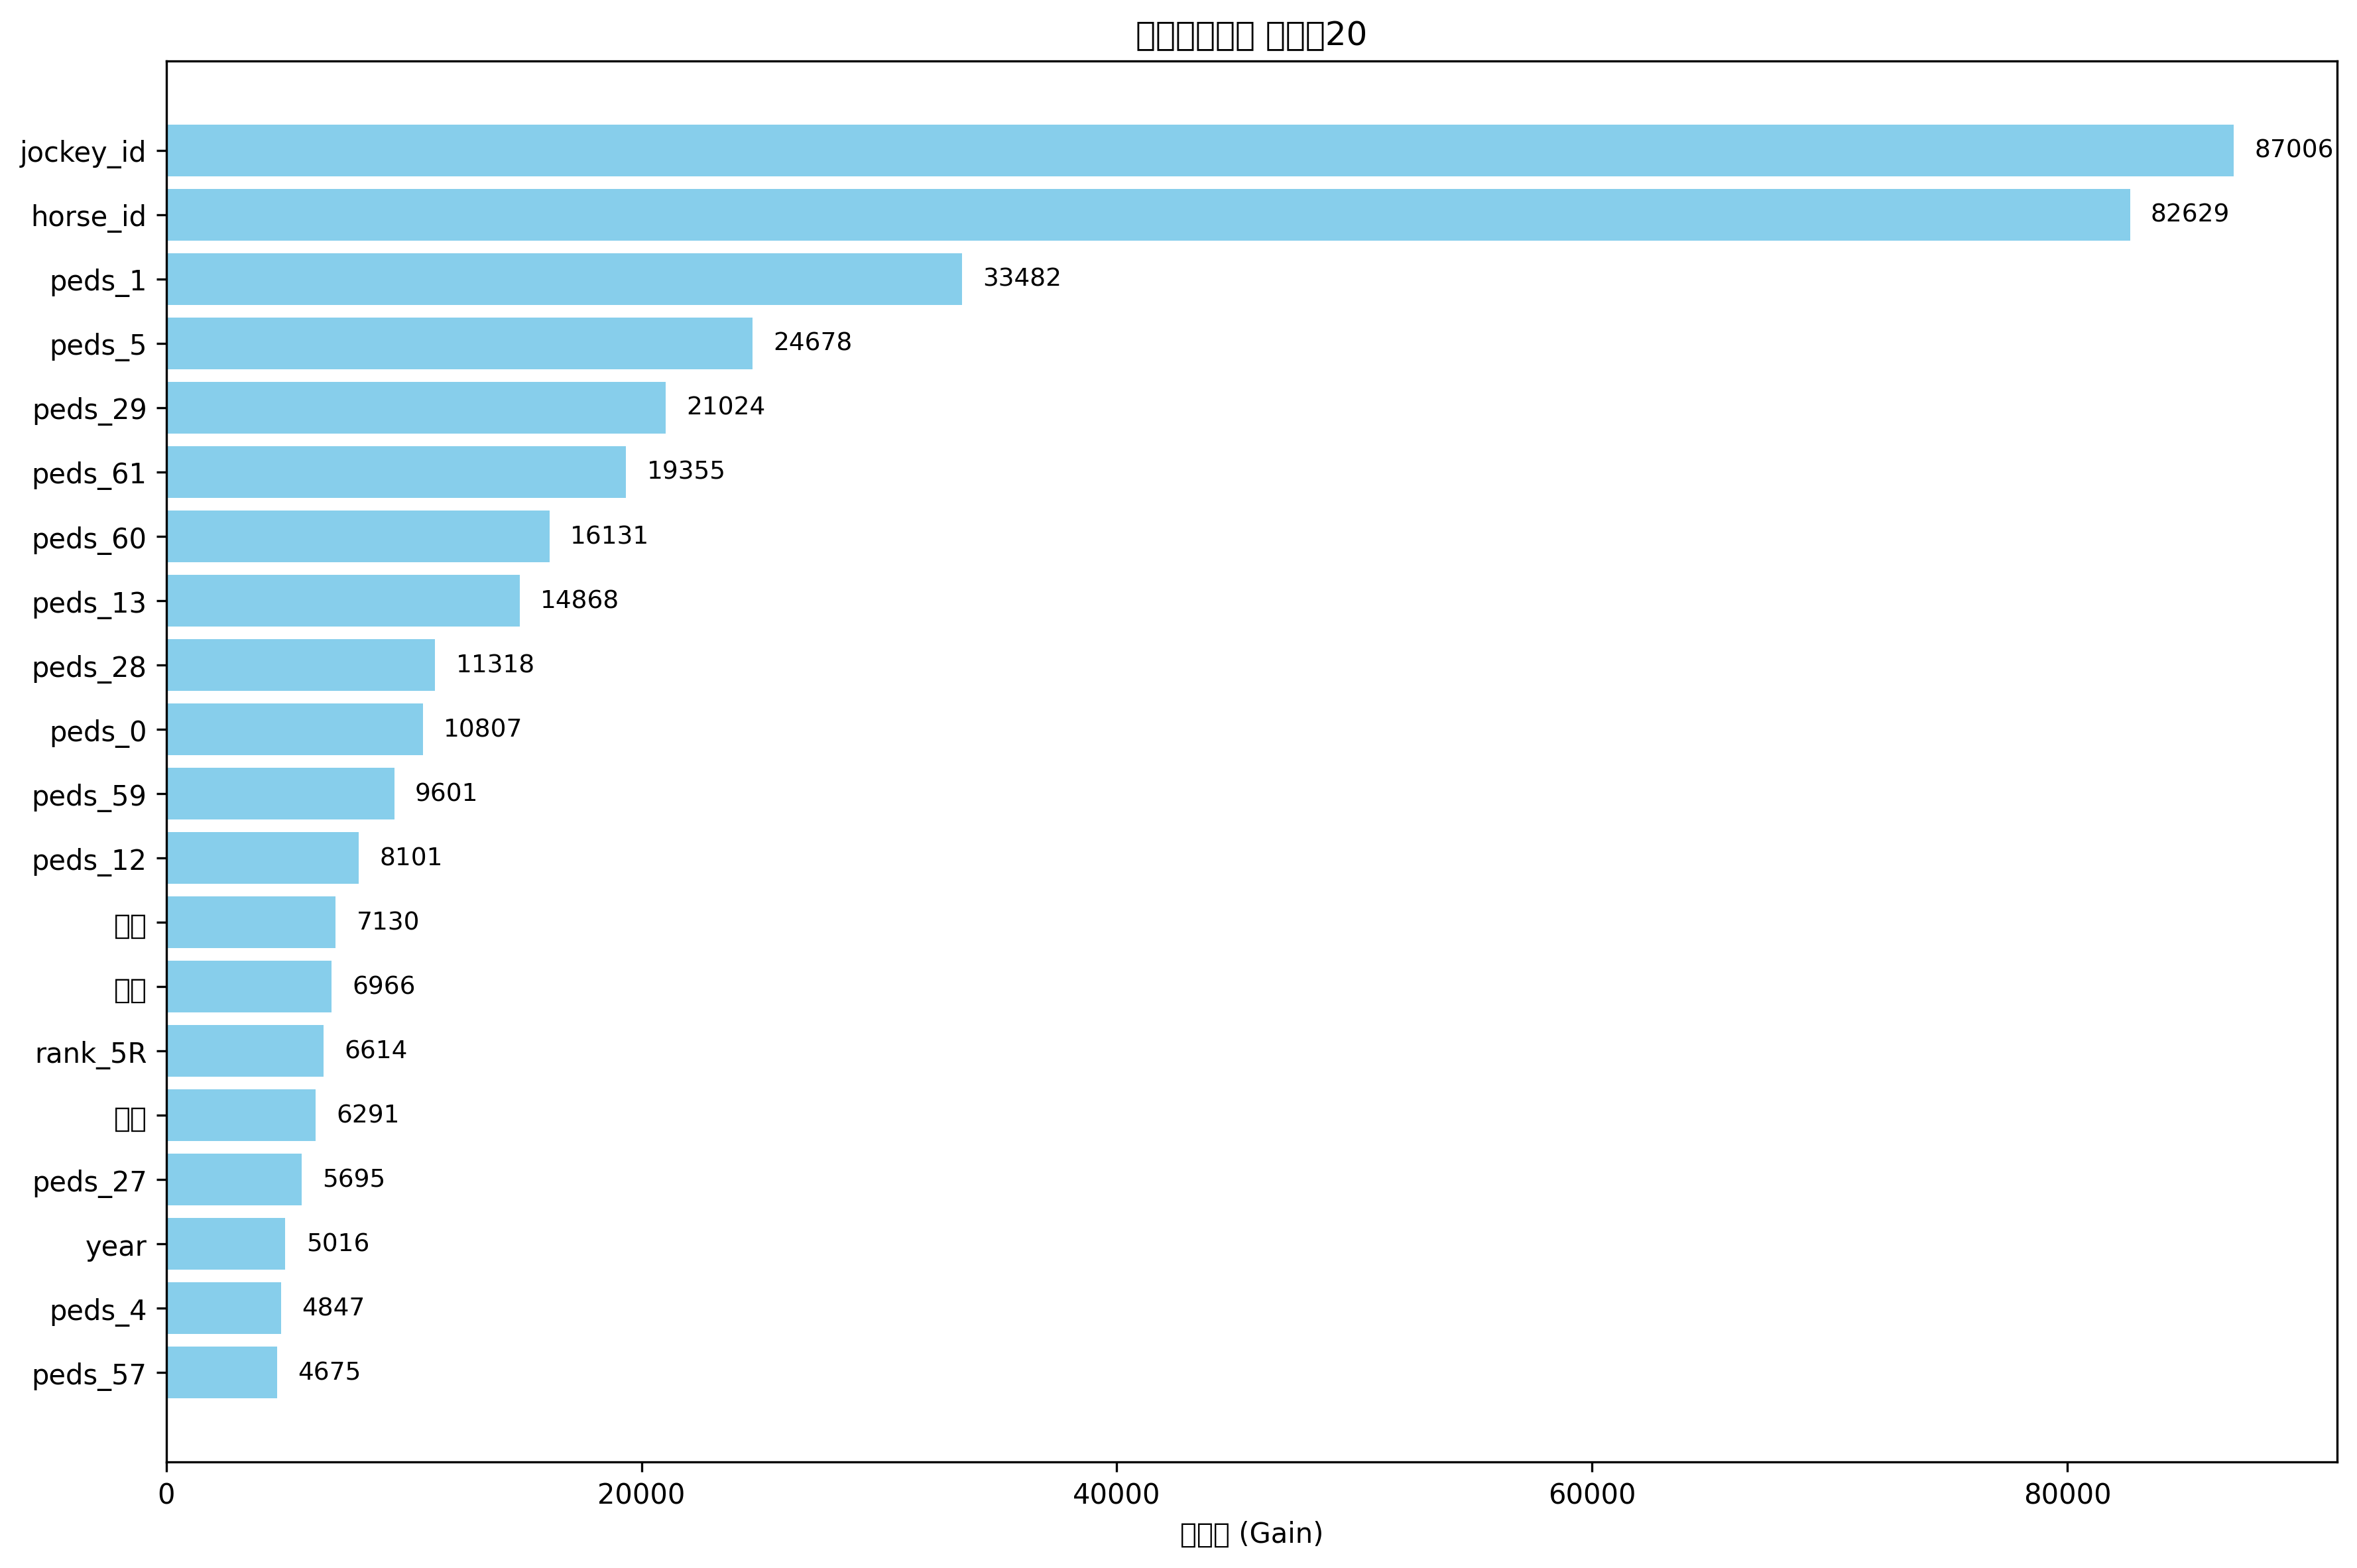 20
jockey_id 87006
horse_id 82629
peds_1 33482
peds_5 24678
peds_29 21024
peds_61 19355
peds_60 16131
peds_13 14868
peds_28 11318
peds_0 10807
peds_59 9601
peds_12 8101
7130
6966
rank_5R 6614
6291
peds_27 5695
year 5016
peds_4 4847
peds_57 4675
0 20000 40000 60000 80000
(Gain)